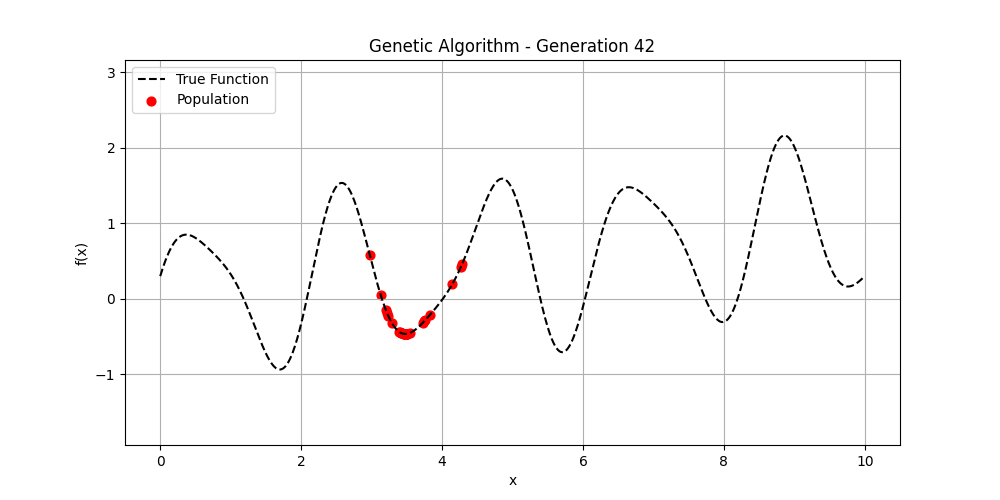 Genetic Algorithm - Generation 42
True Function
Population
3
2
1
0
−1
f(x)
0 2 4 6 8 10
x